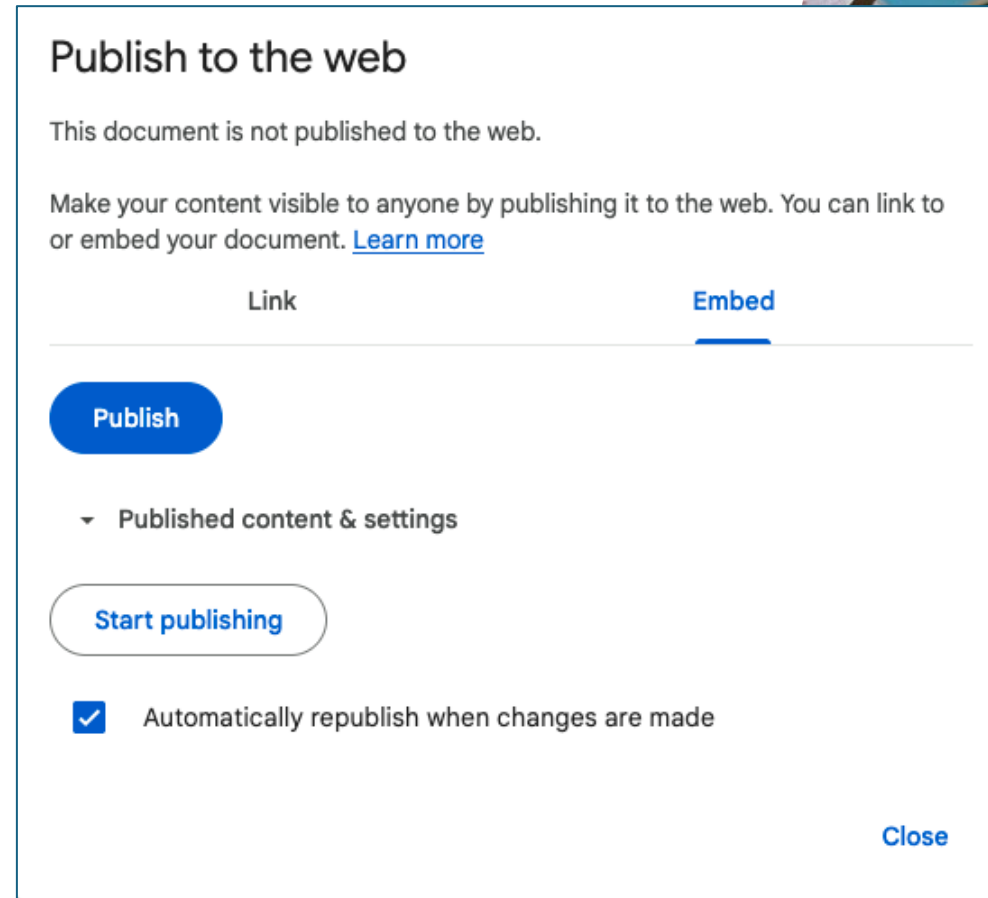 Publish to the web
This document is not published to the web.
Make your content visible to anyone by publishing it to the web. You can link to
or embed your document. Learn more
Link
Embed
Publish
Published content & settings
Start publishing
Automatically republish when changes are made
Close